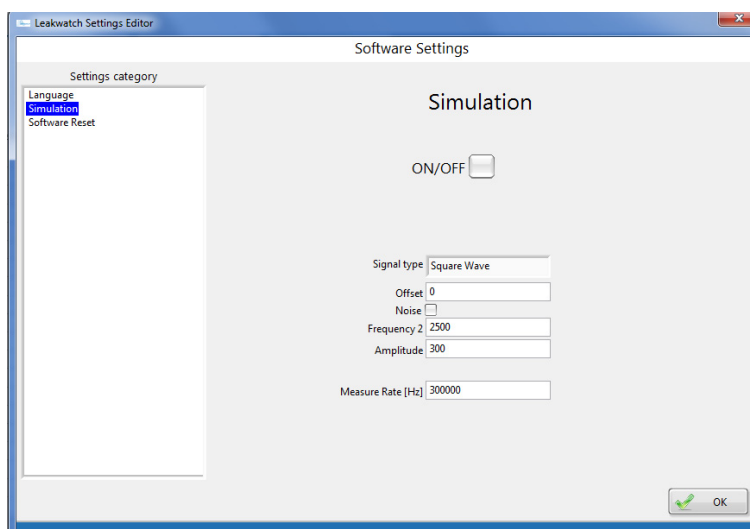 Leakwatch Settings Editor
x
Software Settings
Settings category
Language
Simulation
Software Reset
Simulation
ON/OFF
Signal type Square Wave
Offset 0
Noise
Frequency 2 2500
Amplitude 300
Measure Rate [Hz] 300000
OK